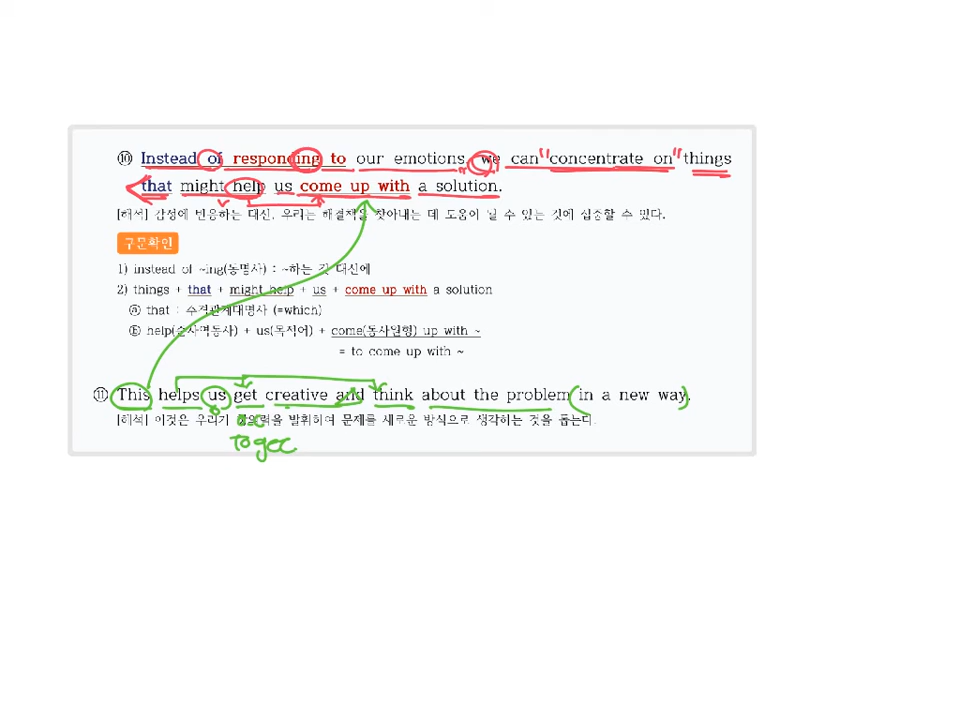 ⑩ Instead of responding to our emotions, we can "concentrate on" things
that might help us come up with a solution.
[해석] 감정에 반응하는 대신, 우리는 해결책을 찾아내는 데 도움이 될 수 있는 것에 집중할 수 있다.
구문확인
1) instead of ~ing(동명사) : ~하는 것 대신에
2) things + that + might help + us + come up with a solution
ⓐ that : 주격관계대명사 (=which)
ⓑ help(준사역동사) + us(목적어) + come(동사원형) up with ~
= to come up with ~
⑪ This helps us get creative and think about the problem (in a new way).
[해석] 이것은 우리가 창의력을 발휘하여 문제를 새로운 방식으로 생각하는 것을 돕는다.
to get